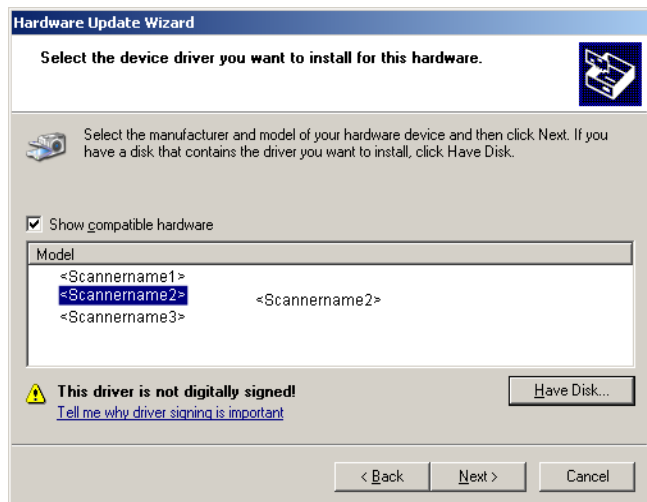 Hardware Update Wizard
Select the device driver you want to install for this hardware.
Select the manufacturer and model of your hardware device and then click Next. If you
have a disk that contains the driver you want to install, click Have Disk.
Show compatible hardware
Model
<Scannername1>
<Scannername2> <Scannername2>
<Scannername3>
This driver is not digitally signed!
Have Disk...
Tell me why driver signing is important
< Back Next > Cancel